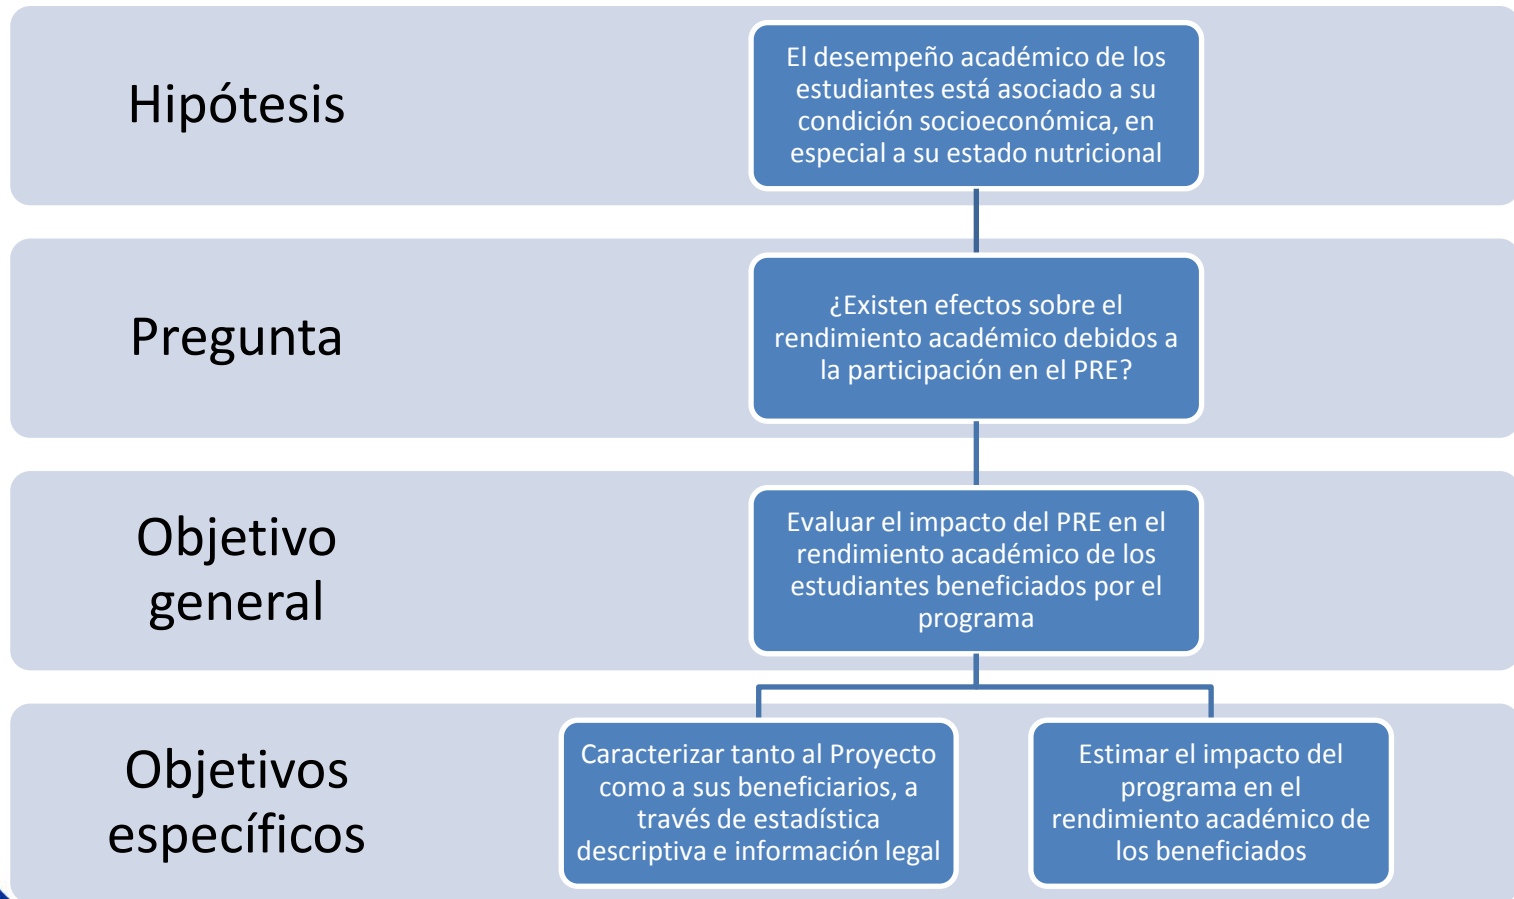 Hipótesis
El desempeño académico de los
estudiantes está asociado a su
condición socioeconómica, en
especial a su estado nutricional
Pregunta
¿Existen efectos sobre el
rendimiento académico debidos a
la participación en el PRE?
Objetivo
general
Evaluar el impacto del PRE en el
rendimiento académico de los
estudiantes beneficiados por el
programa
Objetivos
específicos
Caracterizar tanto al Proyecto
como a sus beneficiarios, a
través de estadística
descriptiva e información legal
Estimar el impacto del
programa en el
rendimiento académico de
los beneficiados